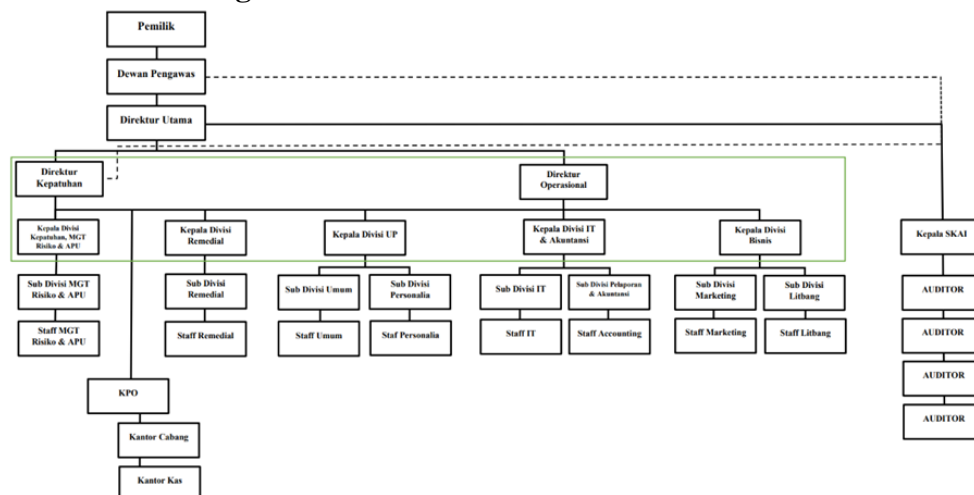 Pemilik
Dewan Pengawas
Direktur Utama
Direktur
Kepatuhan
Direktur
Operasional
Kepala Divisi
Kepatuhan, MGT
Risiko & APU
Kepala Divisi
Remedial
Kepala Divisi UP
Kepala Divisi IT
& Akuntansi
Kepala Divisi
Bisnis
Kepala SKAI
Sub Divisi MGT
Risiko & APU
Sub Divisi
Remedial
Sub Divisi Umum
Sub Divisi
Personalia
Sub Divisi IT
Sub Divisi Pelaporan
& Akuntansi
Sub Divisi
Marketing
Sub Divisi
Litbang
AUDITOR
Staff MGT
Risiko & APU
Staff Remedial
Staff Umum
Staf Personalia
Staff IT
Staff Accounting
Staff Marketing
Staff Litbang
AUDITOR
KPO
AUDITOR
Kantor Cabang
AUDITOR
Kantor Kas